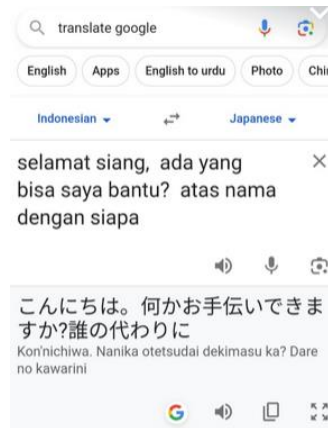 translate google
English Apps English to urdu Photo Chi
Indonesian Japanese
selamat siang, ada yang
bisa saya bantu? atas nama
dengan siapa
こんにちは。何かお手伝いできま
すか?誰の代わりに
Kon'nichiwa. Nanika otetsudai dekimasu ka? Dare
no kawarini